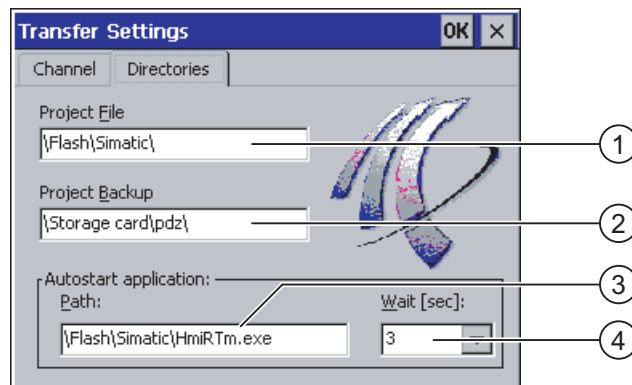 Transfer Settings OK ×
Channel Directories
Project File
\Flash\Simatic\
1
Project Backup
\Storage card\pdz\
2
Autostart application:
3
Path: Wait [sec]:
\Flash\Simatic\HmiRTm.exe 3
4